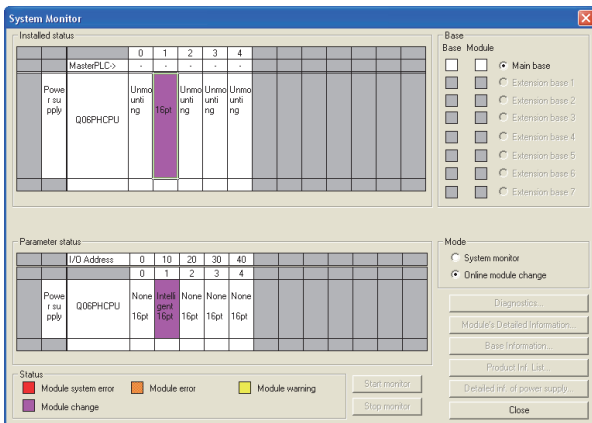 System Monitor
Installed status
0 1 2 3 4
MasterPLC-> - - - - -
Powe
r su
pply
Q06PHCPU
Unmo
unti
ng
16pt
Unmo
unti
ng
Unmo
unti
ng
Unmo
unti
ng
Base
Base Module
Main base
Extension base 1
Extension base 2
Extension base 3
Extension base 4
Extension base 5
Extension base 6
Extension base 7
Parameter status
I/O Address 0 10 20 30 40
0 1 2 3 4
Powe
r su
pply
Q06PHCPU
None
16pt
Intelli
gent
16pt
None
16pt
None
16pt
None
16pt
Mode
System monitor
Online module change
Diagnostics...
Module's Detailed Information...
Base Information...
Product Inf. List...
Detailed inf. of power supply...
Close
Status
Module system error Module error Module warning
Module change
Start monitor
Stop monitor